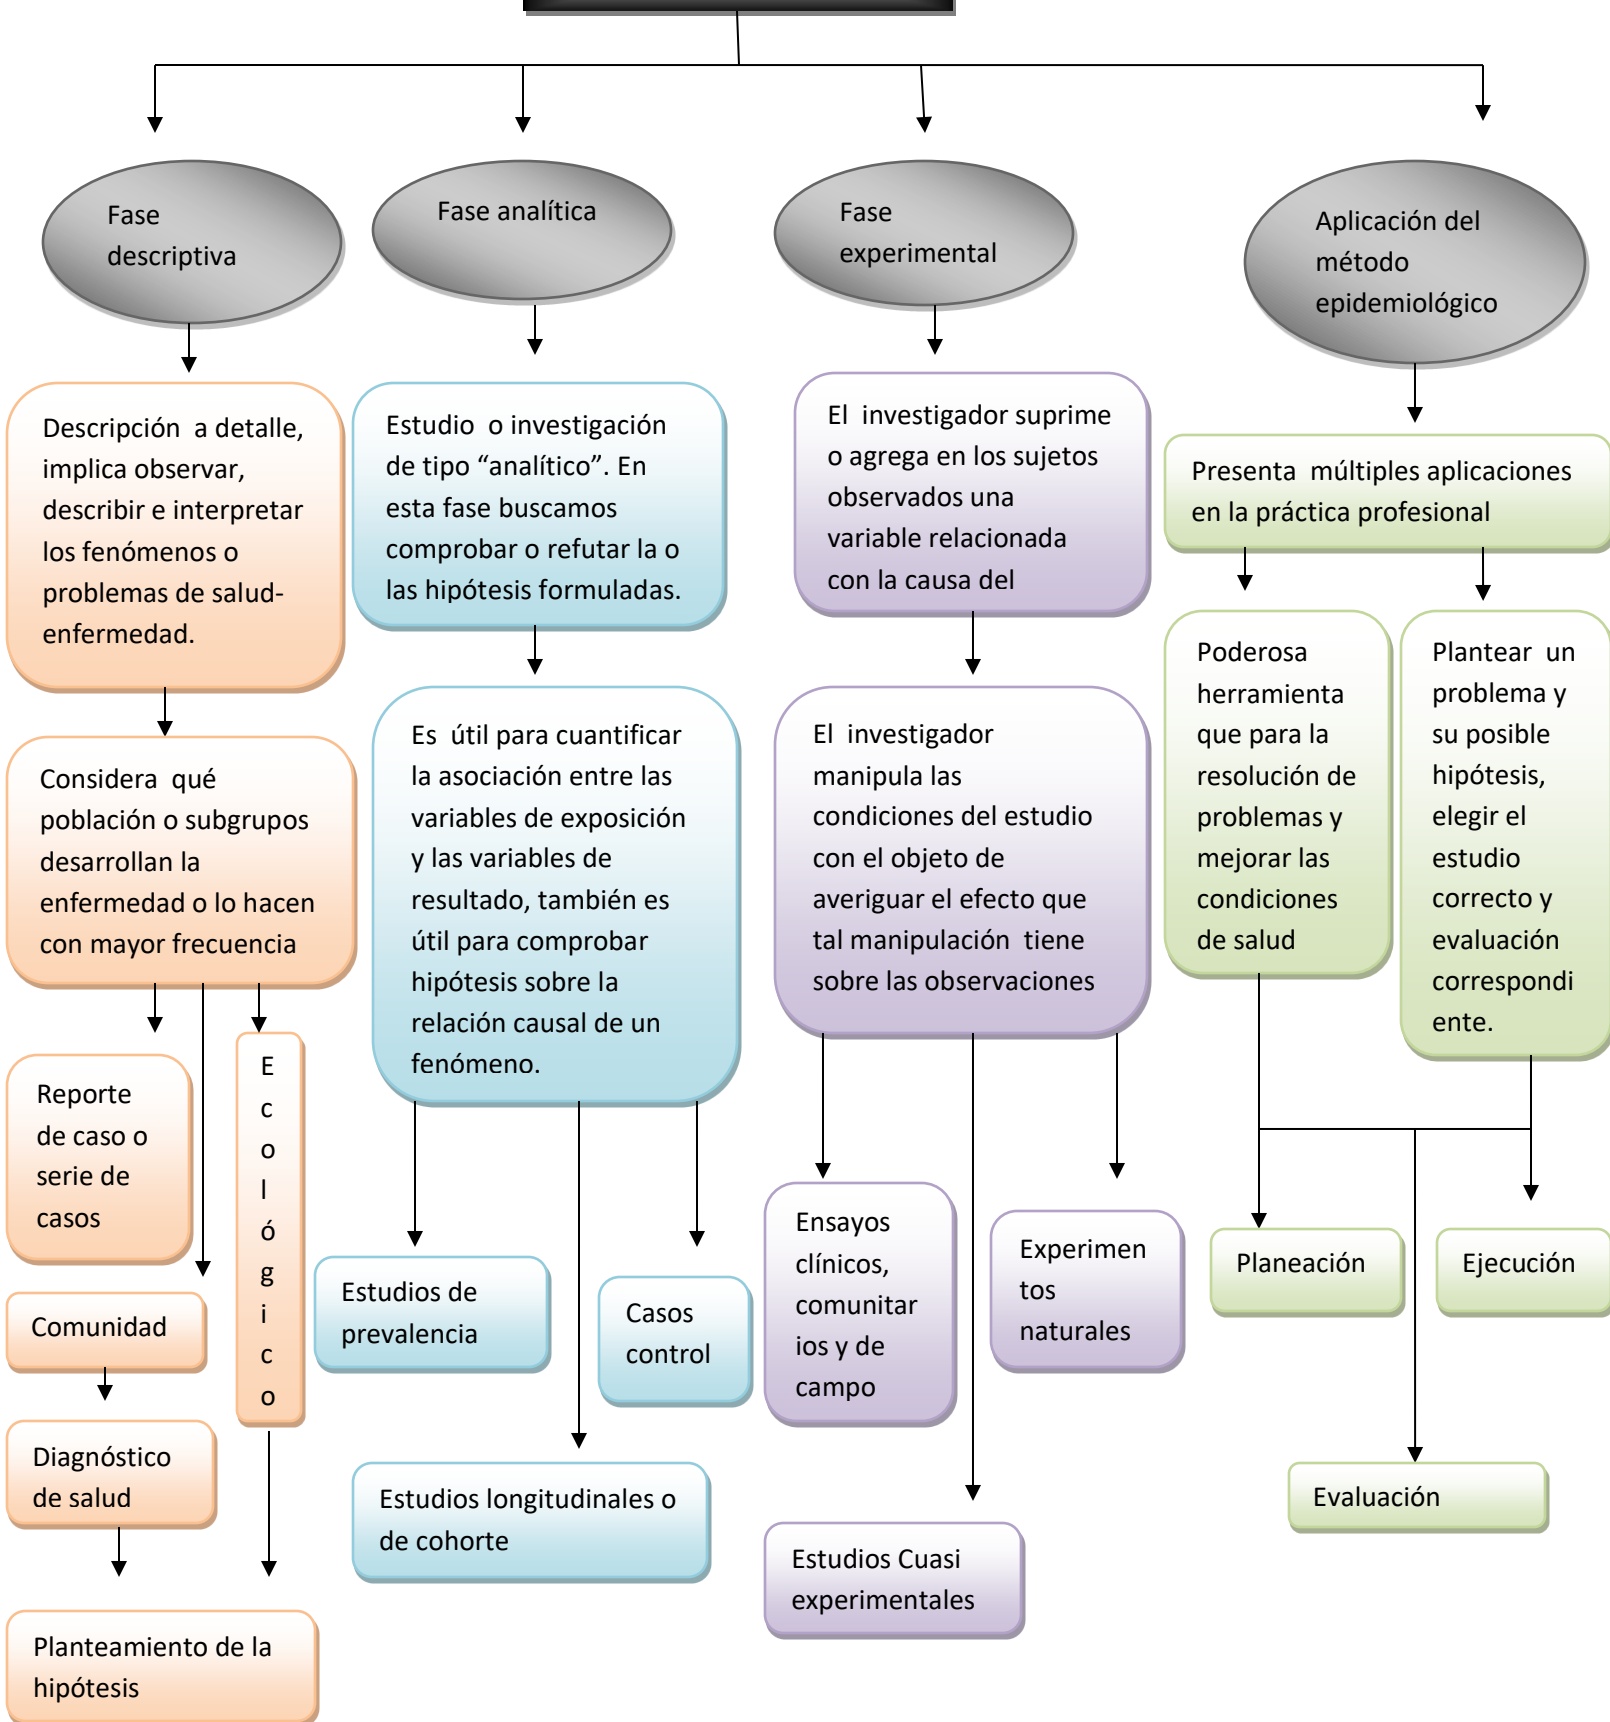 Fase
descriptiva
Fase analítica
Fase
experimental
Aplicación del
método
epidemiológico
Descripción a detalle,
implica observar,
describir e interpretar
los fenómenos o
problemas de salud-
enfermedad.
Estudio o investigación
de tipo “analítico”. En
esta fase buscamos
comprobar o refutar la o
las hipótesis formuladas.
El investigador suprime
o agrega en los sujetos
observados una
variable relacionada
con la causa del
Presenta múltiples aplicaciones
en la práctica profesional
Considera qué
población o subgrupos
desarrollan la
enfermedad o lo hacen
con mayor frecuencia
Es útil para cuantificar
la asociación entre las
variables de exposición
y las variables de
resultado, también es
útil para comprobar
hipótesis sobre la
relación causal de un
fenómeno.
El investigador
manipula las
condiciones del estudio
con el objeto de
averiguar el efecto que
tal manipulación tiene
sobre las observaciones
Poderosa
herramienta
que para la
resolución de
problemas y
mejorar las
condiciones
de salud
Plantear un
problema y
su posible
hipótesis,
elegir el
estudio
correcto y
evaluación
correspondi
ente.
Reporte
de caso o
serie de
casos
E
c
o
l
ó
g
i
c
o
Comunidad
Diagnóstico
de salud
Planteamiento de la
hipótesis
Estudios de
prevalencia
Casos
control
Estudios longitudinales o
de cohorte
Ensayos
clínicos,
comunitar
ios y de
campo
Experimen
tos
naturales
Estudios Cuasi
experimentales
Planeación
Ejecución
Evaluación